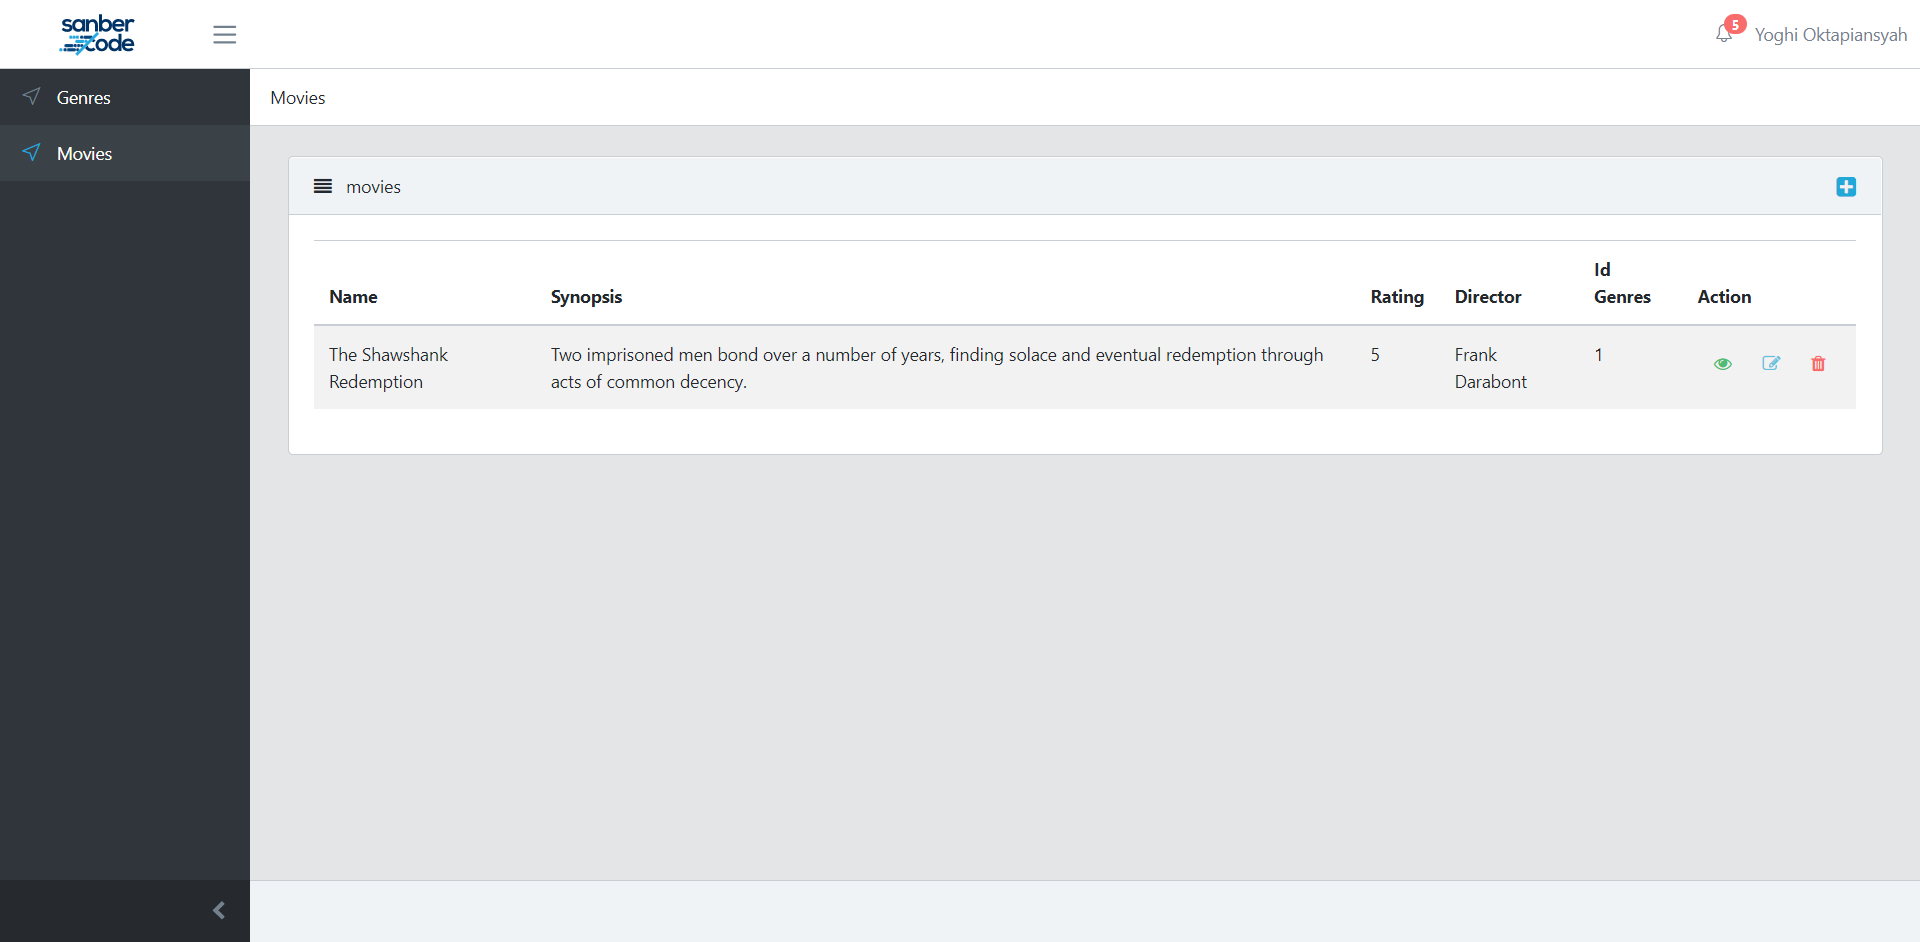 sanber
code
5
Yoghi Oktapiansyah
Genres
Movies
Movies
movies
Name Synopsis Rating Director Id Genres Action
The Shawshank Redemption
Two imprisoned men bond over a number of years, finding solace and eventual redemption through
acts of common decency.
5
Frank
Darabont
1